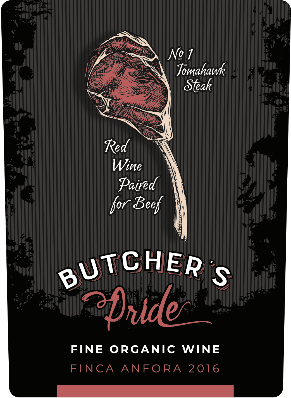 № 1
Tomahawk
Steak
Red
Wine
Paired
for Beef
BUTCHER'S
Pride
FINE ORGANIC WINE
FINCA ANFORA 2016